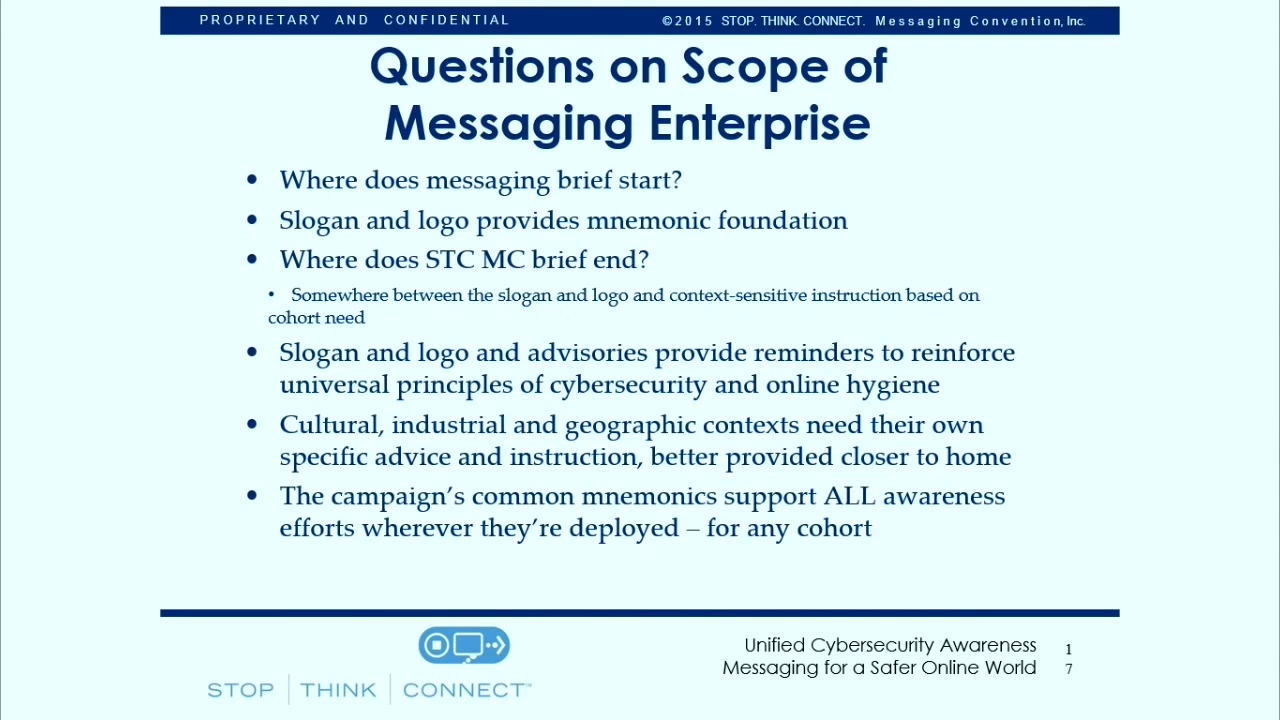 PROPRIETARY AND CONFIDENTIAL
©2015 STOP. THINK. CONNECT. Messaging Convention, Inc.
Questions on Scope of
Messaging Enterprise
• Where does messaging brief start?
• Slogan and logo provides mnemonic foundation
• Where does STC MC brief end?
• Somewhere between the slogan and logo and context-sensitive instruction based on
cohort need
• Slogan and logo and advisories provide reminders to reinforce
universal principles of cybersecurity and online hygiene
• Cultural, industrial and geographic contexts need their own
specific advice and instruction, better provided closer to home
• The campaign’s common mnemonics support ALL awareness
efforts wherever they’re deployed – for any cohort
STOP | THINK | CONNECT™
Unified Cybersecurity Awareness
Messaging for a Safer Online World
1
7